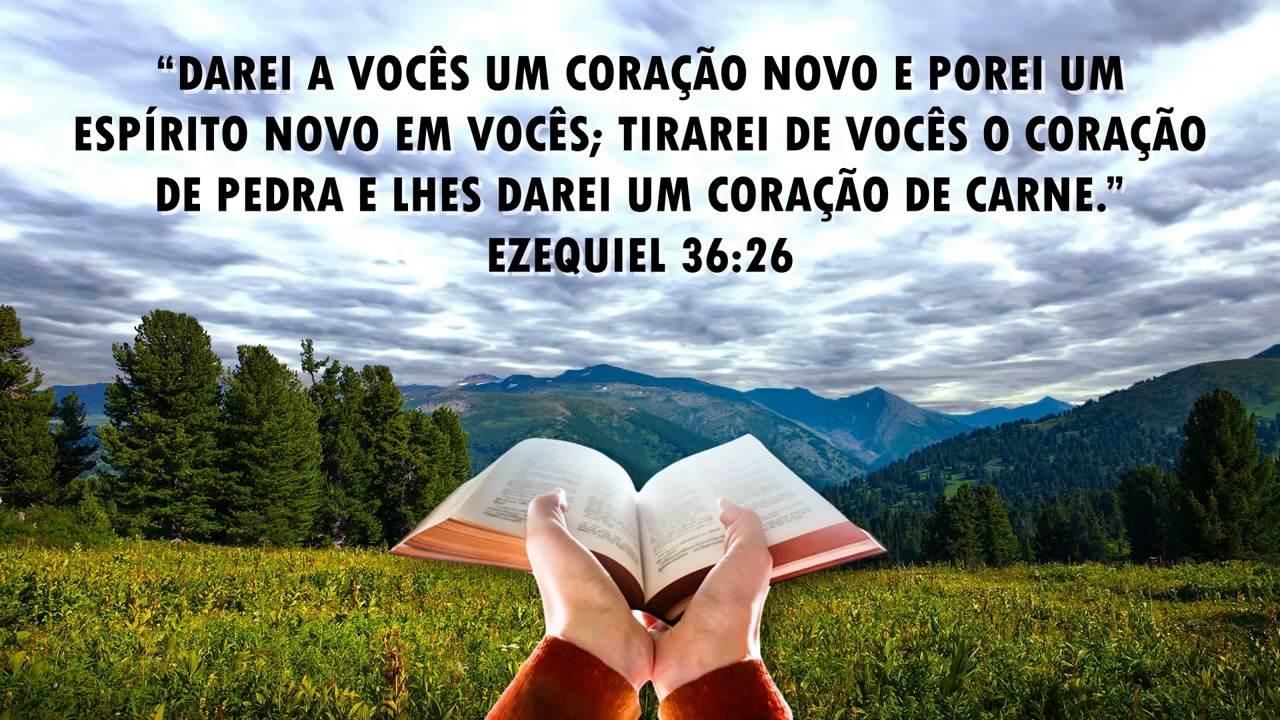 “DAREI A VOCÊS UM CORAÇÃO NOVO E POREI UM
ESPÍRITO NOVO EM VOCÊS; TIRAREI DE VOCÊS O CORAÇÃO
DE PEDRA E LHES DAREI UM CORAÇÃO DE CARNE.”
EZEQUIEL 36:26